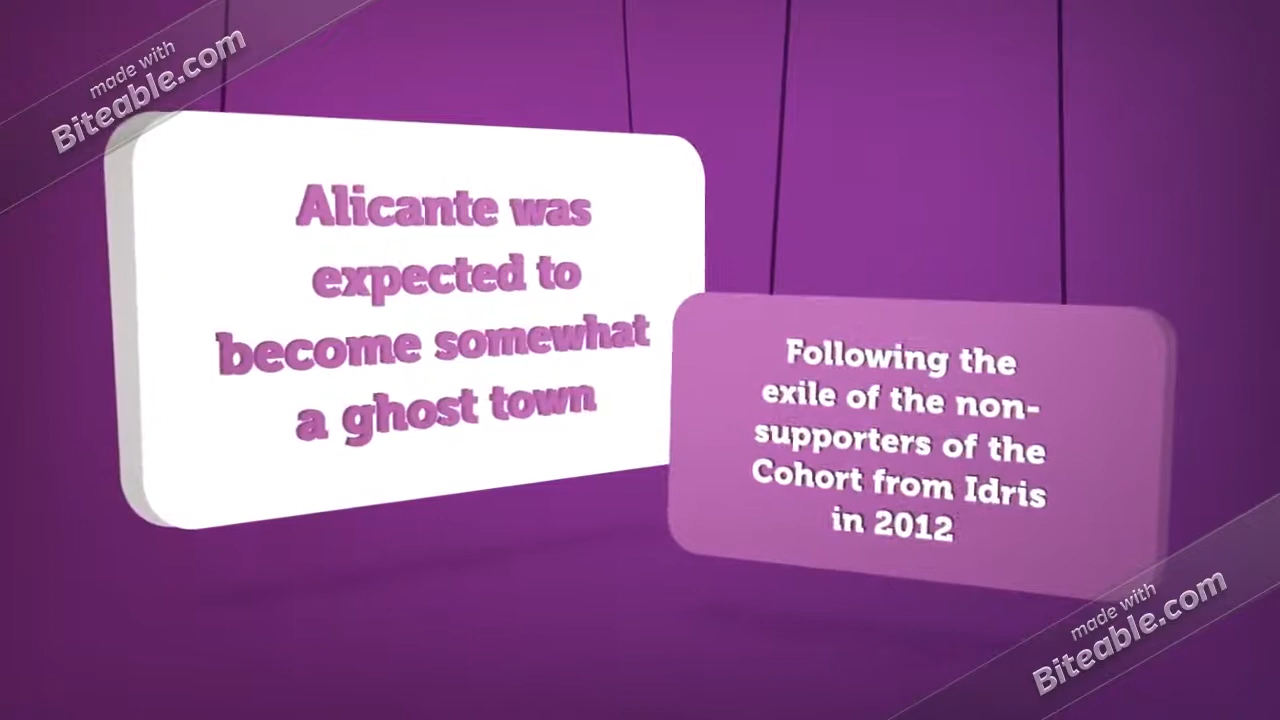 made with
Biteable.com
Alicante was
expected to
become somewhat
a ghost town
Following the
exile of the non-
supporters of the
Cohort from Idris
in 2012
made with
Biteable.com